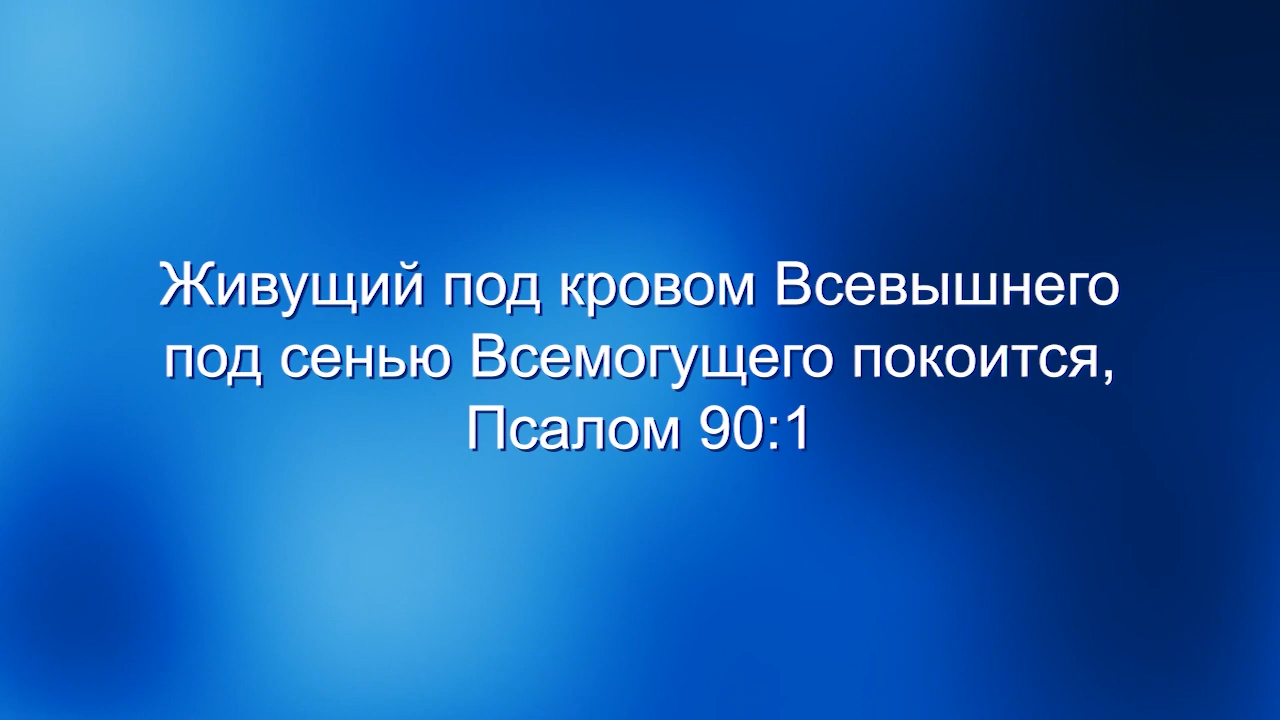 Живущий под кровом Всевышнего
под сенью Всемогущего покоится,
Псалом 90:1